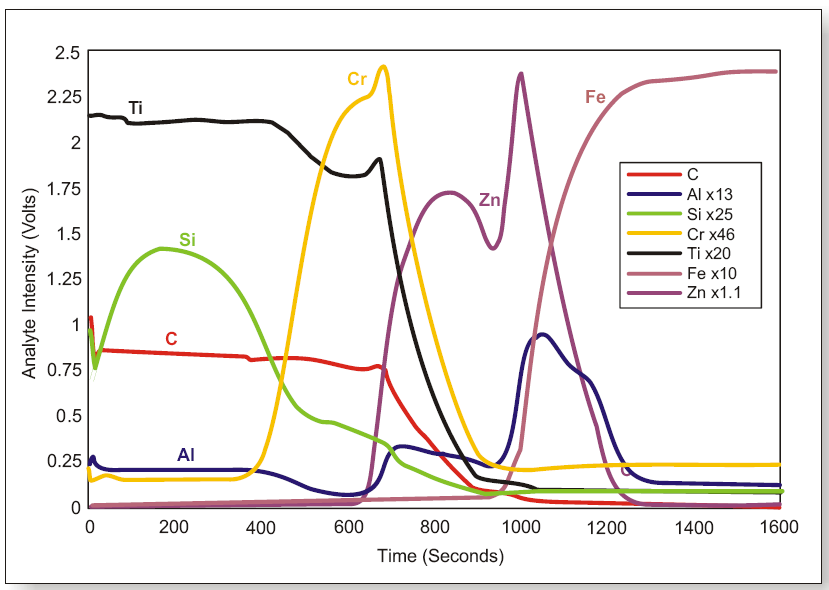 2.5
2.25
2
1.75
1.5
1.25
1
0.75
0.5
0.25
0
Analyte Intensity (Volts)
Ti
Si
C
Al
Cr
Zn
Fe
C
C
Al x13
Si x25
Cr x46
Ti x20
Fe x10
Zn x1.1
0 200 400 600 800 1000 1200 1400 1600
Time (Seconds)